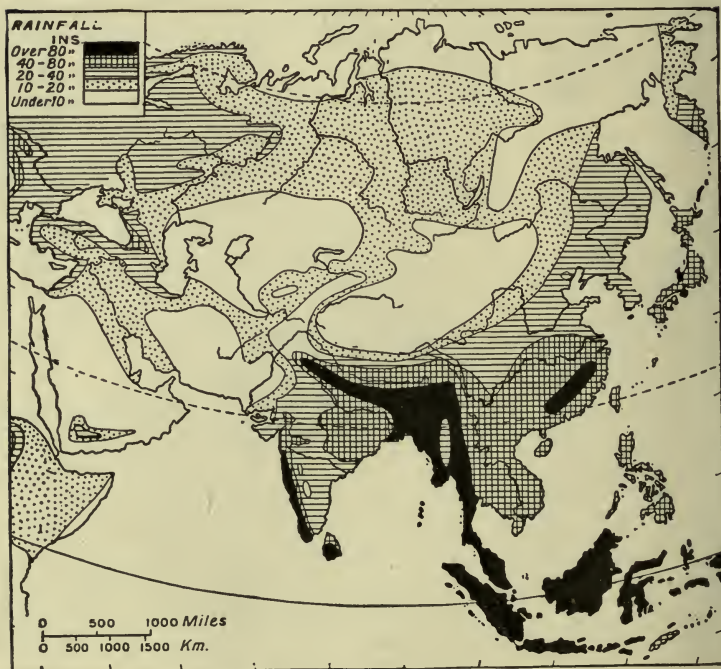 RAINFALL
INS
Over 80 „
40 - 80 „
20 - 40 „
10 - 20 „
Under 10 „
0 500 1000 Miles
0 500 1000 1500 Km.